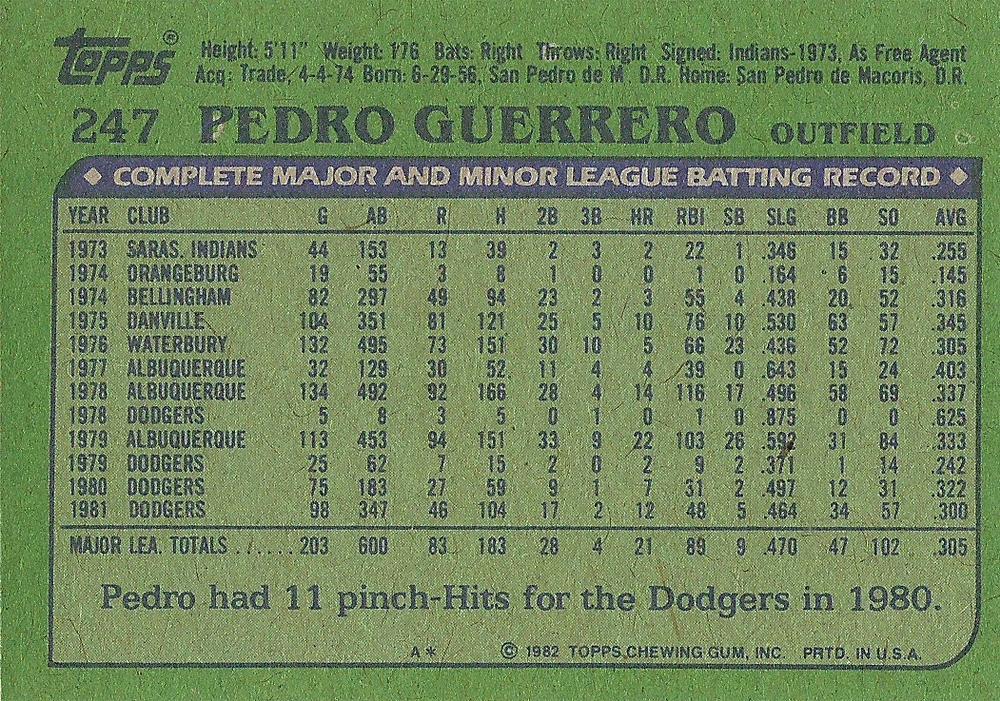 Topps® Height: 5'11" Weight: 176 Bats: Right Throws: Right Signed: Indians-1973, As Free Agent
Acq: Trade, 4-4-74 Born: 6-29-56, San Pedro de M. D.R. Home: San Pedro de Macoris, D.R.
247 PEDRO GUERRERO OUTFIELD
◆ COMPLETE MAJOR AND MINOR LEAGUE BATTING RECORD ◆
YEAR CLUB G AB R H 2B 3B HR RBI SB SLG BB SO AVG
1973 SARAS. INDIANS 44 153 13 39 2 3 2 22 1 .346 15 32 .255
1974 ORANGEBURG 19 55 3 8 1 0 0 1 0 .164 6 15 .145
1974 BELLINGHAM 82 297 49 94 23 2 3 55 4 .438 20 52 .316
1975 DANVILLE 104 351 81 121 25 5 10 76 10 .530 63 57 .345
1976 WATERBURY 132 495 73 151 30 10 5 66 23 .436 52 72 .305
1977 ALBUQUERQUE 32 129 30 52 11 4 4 39 0 .643 15 24 .403
1978 ALBUQUERQUE 134 492 92 166 28 4 14 116 17 .496 58 69 .337
1978 DODGERS 5 8 3 5 0 1 0 1 0 .875 0 0 .625
1979 ALBUQUERQUE 113 453 94 151 33 9 22 103 26 .592 31 84 .333
1979 DODGERS 25 62 7 15 2 0 2 9 2 .371 1 14 .242
1980 DODGERS 75 183 27 59 9 1 7 31 2 .497 12 31 .322
1981 DODGERS 98 347 46 104 17 2 12 48 5 .464 34 57 .300
MAJOR LEA. TOTALS ....... 203 600 83 183 28 4 21 89 9 .470 47 102 .305
Pedro had 11 pinch-Hits for the Dodgers in 1980.
A* © 1982 TOPPS CHEWING GUM, INC. PRTD. IN U.S.A.